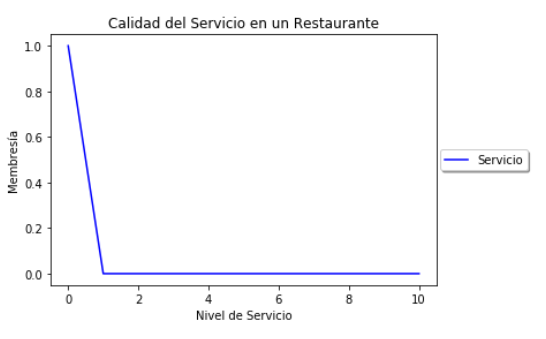 Calidad del Servicio en un Restaurante
1.0
0.8
0.6
0.4
0.2
0.0
Membresía
0 2 4 6 8 10
Nivel de Servicio
Servicio